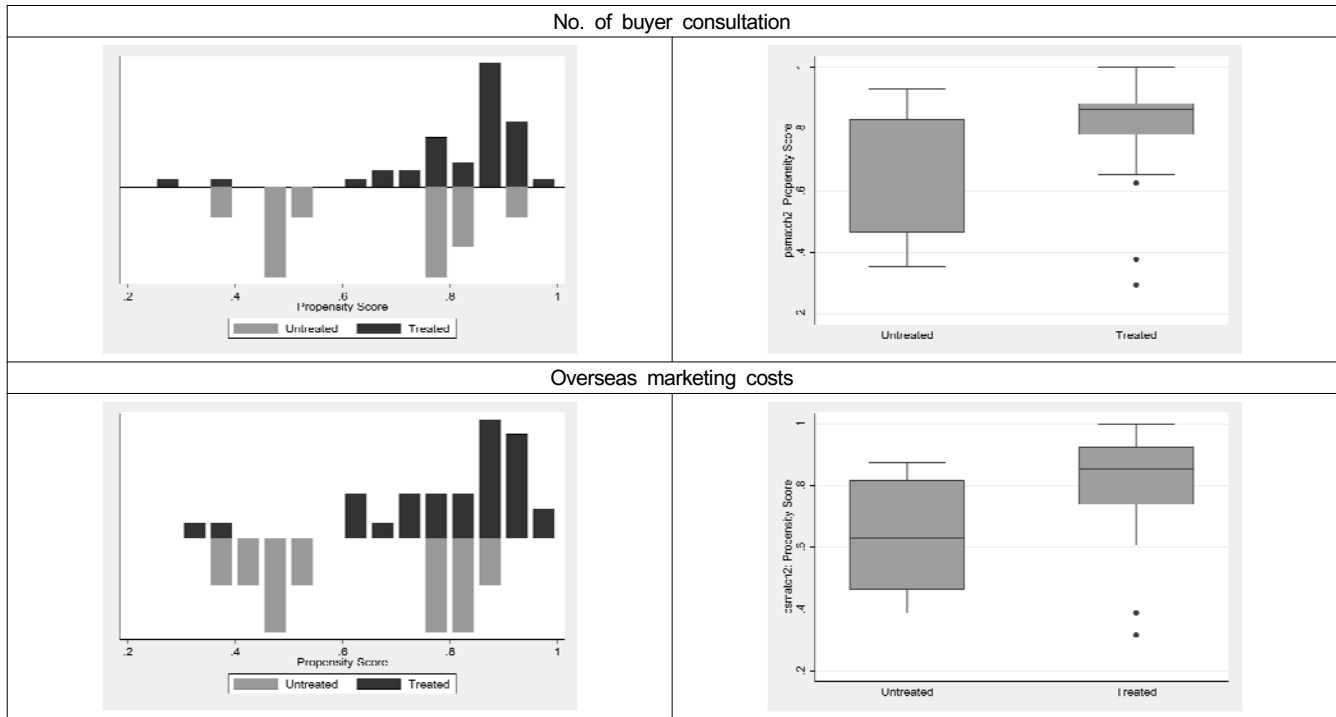 No. of buyer consultation
.2 .4 .6 .8 1
Propensity Score
Untreated Treated
psmatch2 Propensity Score
1
.8
.6
.4
.2
Untreated Treated
Overseas marketing costs
.2 .4 .6 .8 1
Propensity Score
Untreated Treated
psmatch2: Propensity Score
1
.8
.6
.4
.2
Untreated Treated